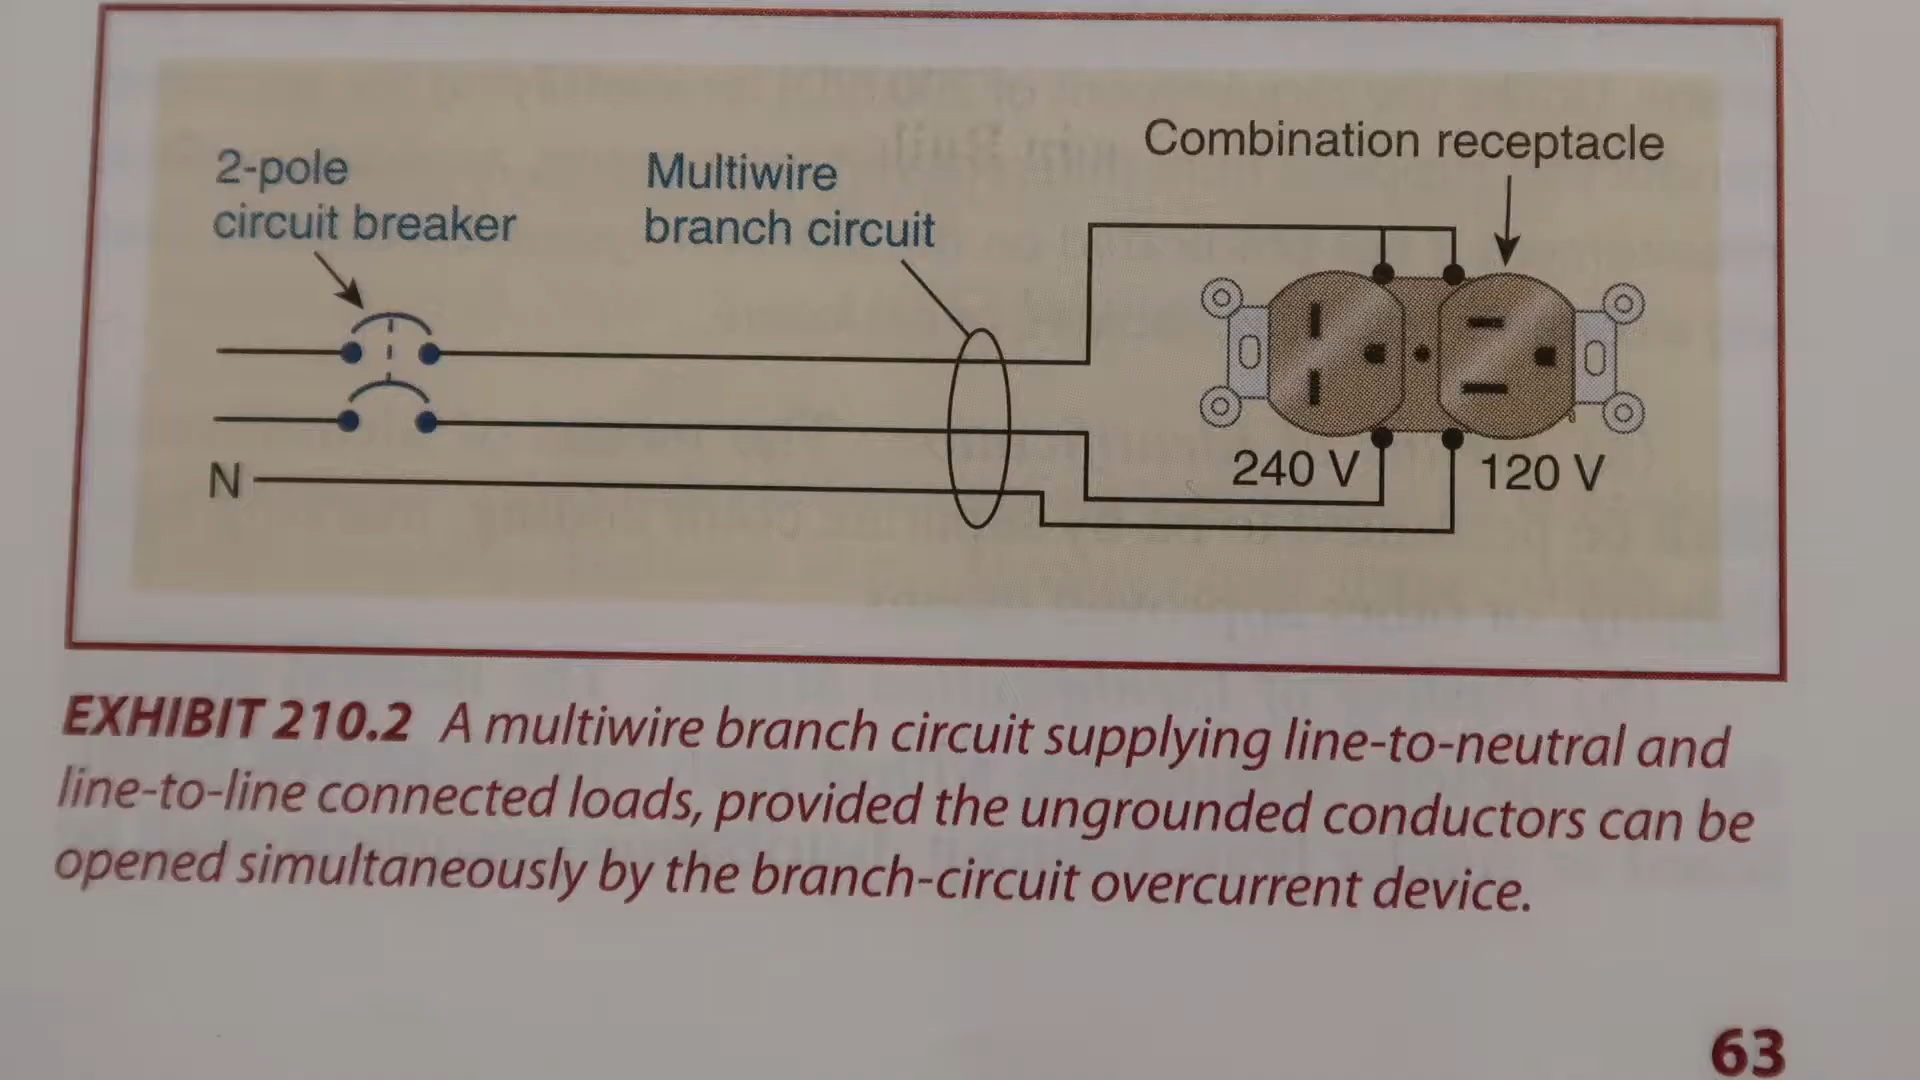 2-pole
circuit breaker
Multiwire
branch circuit
Combination receptacle
N
240 V
120 V
EXHIBIT 210.2 A multiwire branch circuit supplying line-to-neutral and
line-to-line connected loads, provided the ungrounded conductors can be
opened simultaneously by the branch-circuit overcurrent device.
63